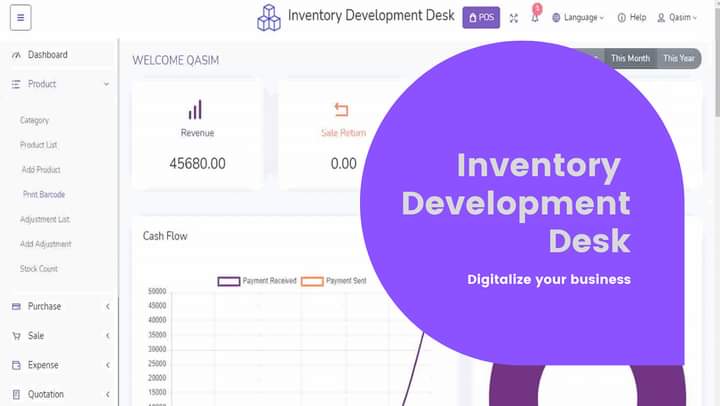 Inventory Development Desk
POS
1
Language
Help
Qasim
Dashboard
Product
Category
Product List
Add Product
Print Barcode
Adjustment List
Add Adjustment
Stock Count
Purchase
Sale
Expense
Quotation
WELCOME QASIM
This Month
This Year
Revenue
45680.00
Sale Return
0.00
Cash Flow
Payment Received
Payment Sent
50000
45000
40000
35000
30000
25000
20000
15000
10000
Inventory
Development
Desk
Digitalize your business